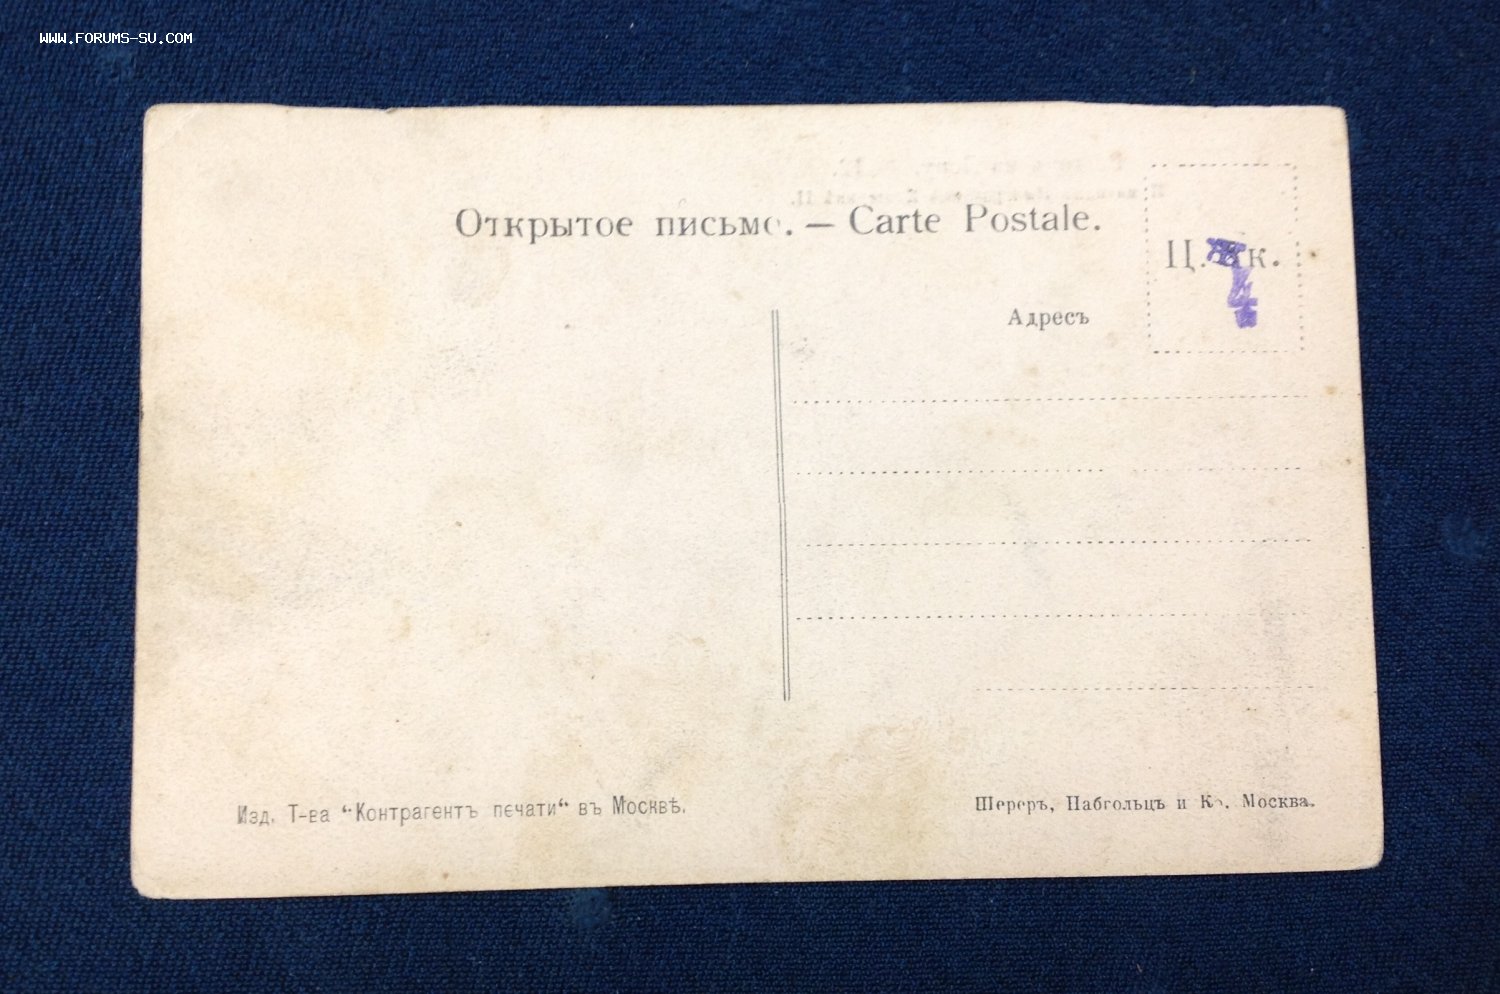 WWW.FORUMS-SU.COM
Открытое письмо. — Carte Postale.
Ц. к.
4
Адресъ
Изд. Т-ва "Контрагентъ печати" въ Москвѣ.
Шереръ, Набгольцъ и Ко. Москва.